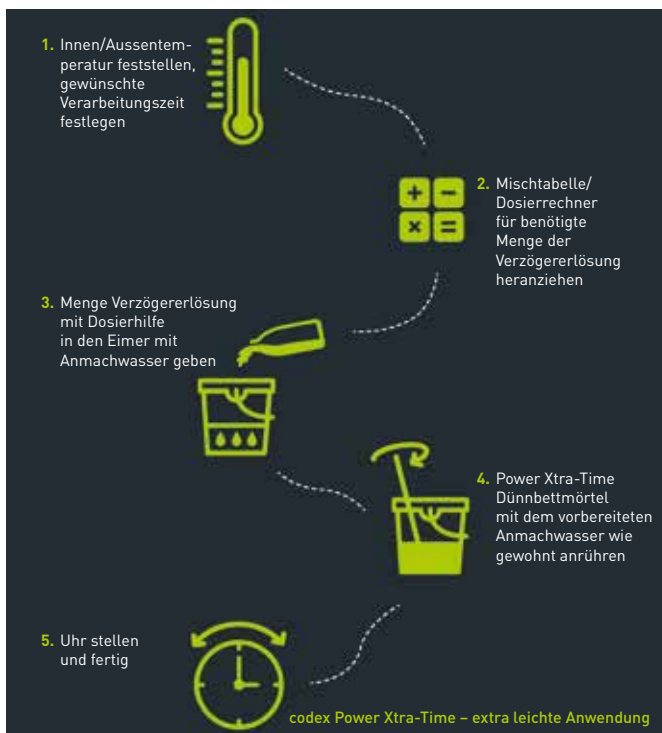 1. Innen/Aussentem-
peratur feststellen,
gewünschte
Verarbeitungszeit
festlegen
2. Mischtabelle/
Dosierrechner
für benötigte
Menge der
Verzögererlösung
heranziehen
3. Menge Verzögererlösung
mit Dosierhilfe
in den Eimer mit
Anmachwasser geben
4. Power Xtra-Time
Dünnbettmörtel
mit dem vorbereiteten
Anmachwasser wie
gewohnt anrühren
5. Uhr stellen
und fertig
codex Power Xtra-Time – extra leichte Anwendung